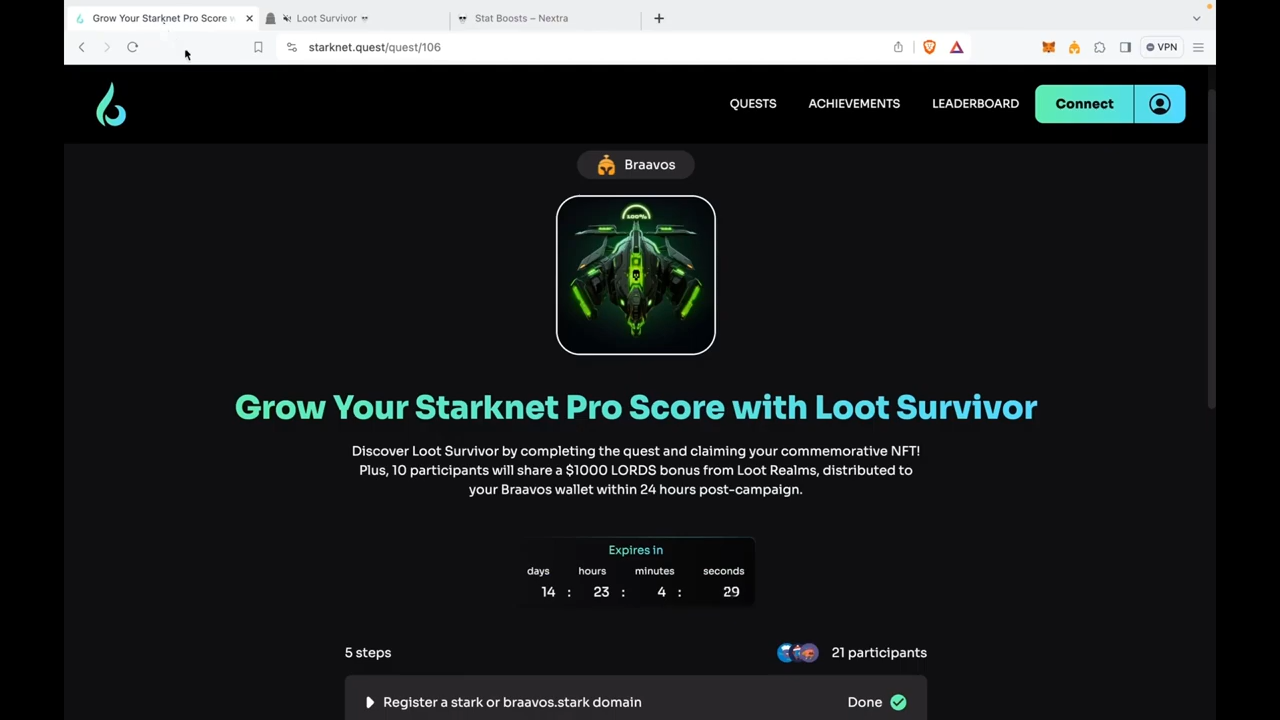 Grow Your Starknet Pro Score w
Loot Survivor
Stat Boosts – Nextra
starknet.quest/quest/106
VPN
QUESTS
ACHIEVEMENTS
LEADERBOARD
Connect
Braavos
100%
Grow Your Starknet Pro Score with Loot Survivor
Discover Loot Survivor by completing the quest and claiming your commemorative NFT!
Plus, 10 participants will share a $1000 LORDS bonus from Loot Realms, distributed to
your Braavos wallet within 24 hours post-campaign.
Expires in
days hours minutes seconds
14 : 23 : 4 : 29
5 steps
21 participants
Register a stark or braavos.stark domain
Done